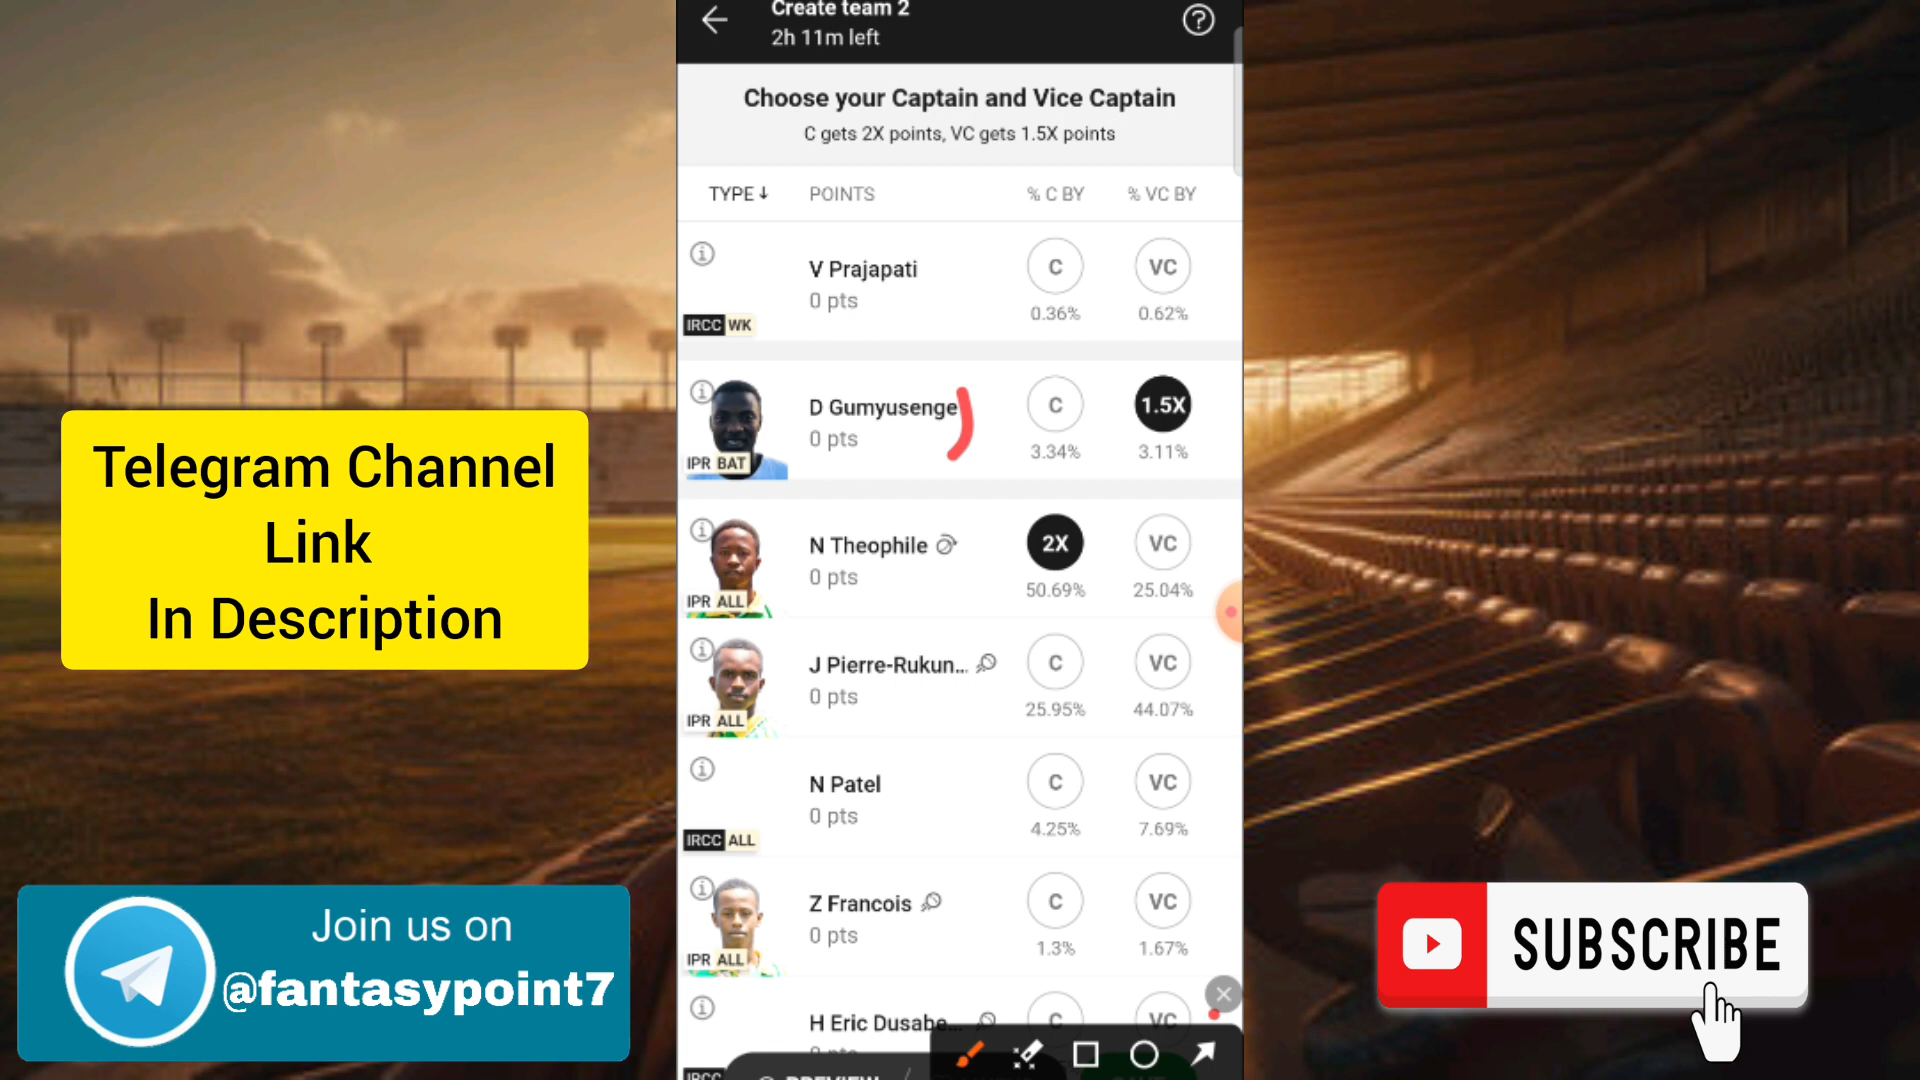 Create team 2
2h 11m left
Choose your Captain and Vice Captain
C gets 2X points, VC gets 1.5X points
TYPE↓ POINTS % C BY % VC BY
V Prajapati C VC
0 pts 0.36% 0.62%
IRCC WK
D Gumyusenge C 1.5X
0 pts 3.34% 3.11%
IPR BAT
N Theophile 2X VC
0 pts 50.69% 25.04%
IPR ALL
J Pierre-Rukun... C VC
0 pts 25.95% 44.07%
IPR ALL
N Patel C VC
0 pts 4.25% 7.69%
IRCC ALL
Z Francois C VC
0 pts 1.3% 1.67%
IPR ALL
H Eric Dusabe... C VC
0 pts
IRCC PREVIEW
Telegram Channel
Link
In Description
Join us on
@fantasypoint7
SUBSCRIBE